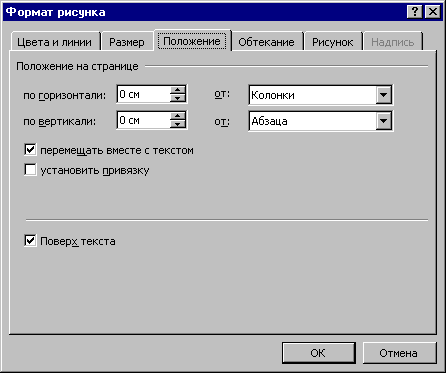 Формат рисунка
Цвета и линии Размер Положение Обтекание Рисунок Надпись
Положение на странице
по горизонтали: 0 см от: Колонки
по вертикали: 0 см от: Абзаца
перемещать вместе с текстом
установить привязку
Поверх текста
ОК Отмена